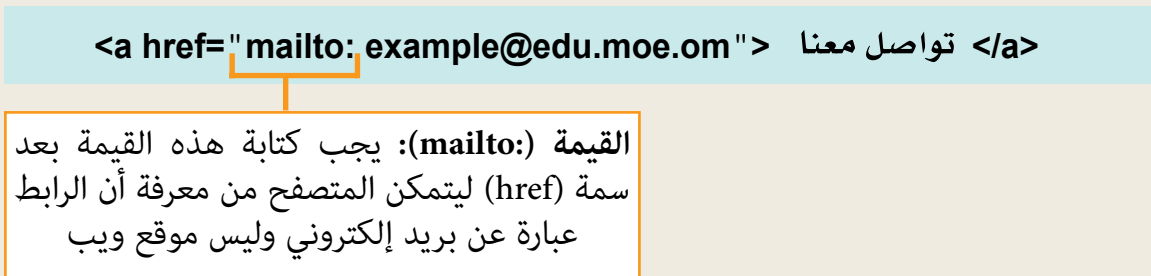 <a href="mailto: example@edu.moe.om"> تواصل معنا </a>
القيمة (mailto:): يجب كتابة هذه القيمة بعد
سمة (href) ليتمكن المتصفح من معرفة أن الرابط
عبارة عن بريد إلكتروني وليس موقع ويب